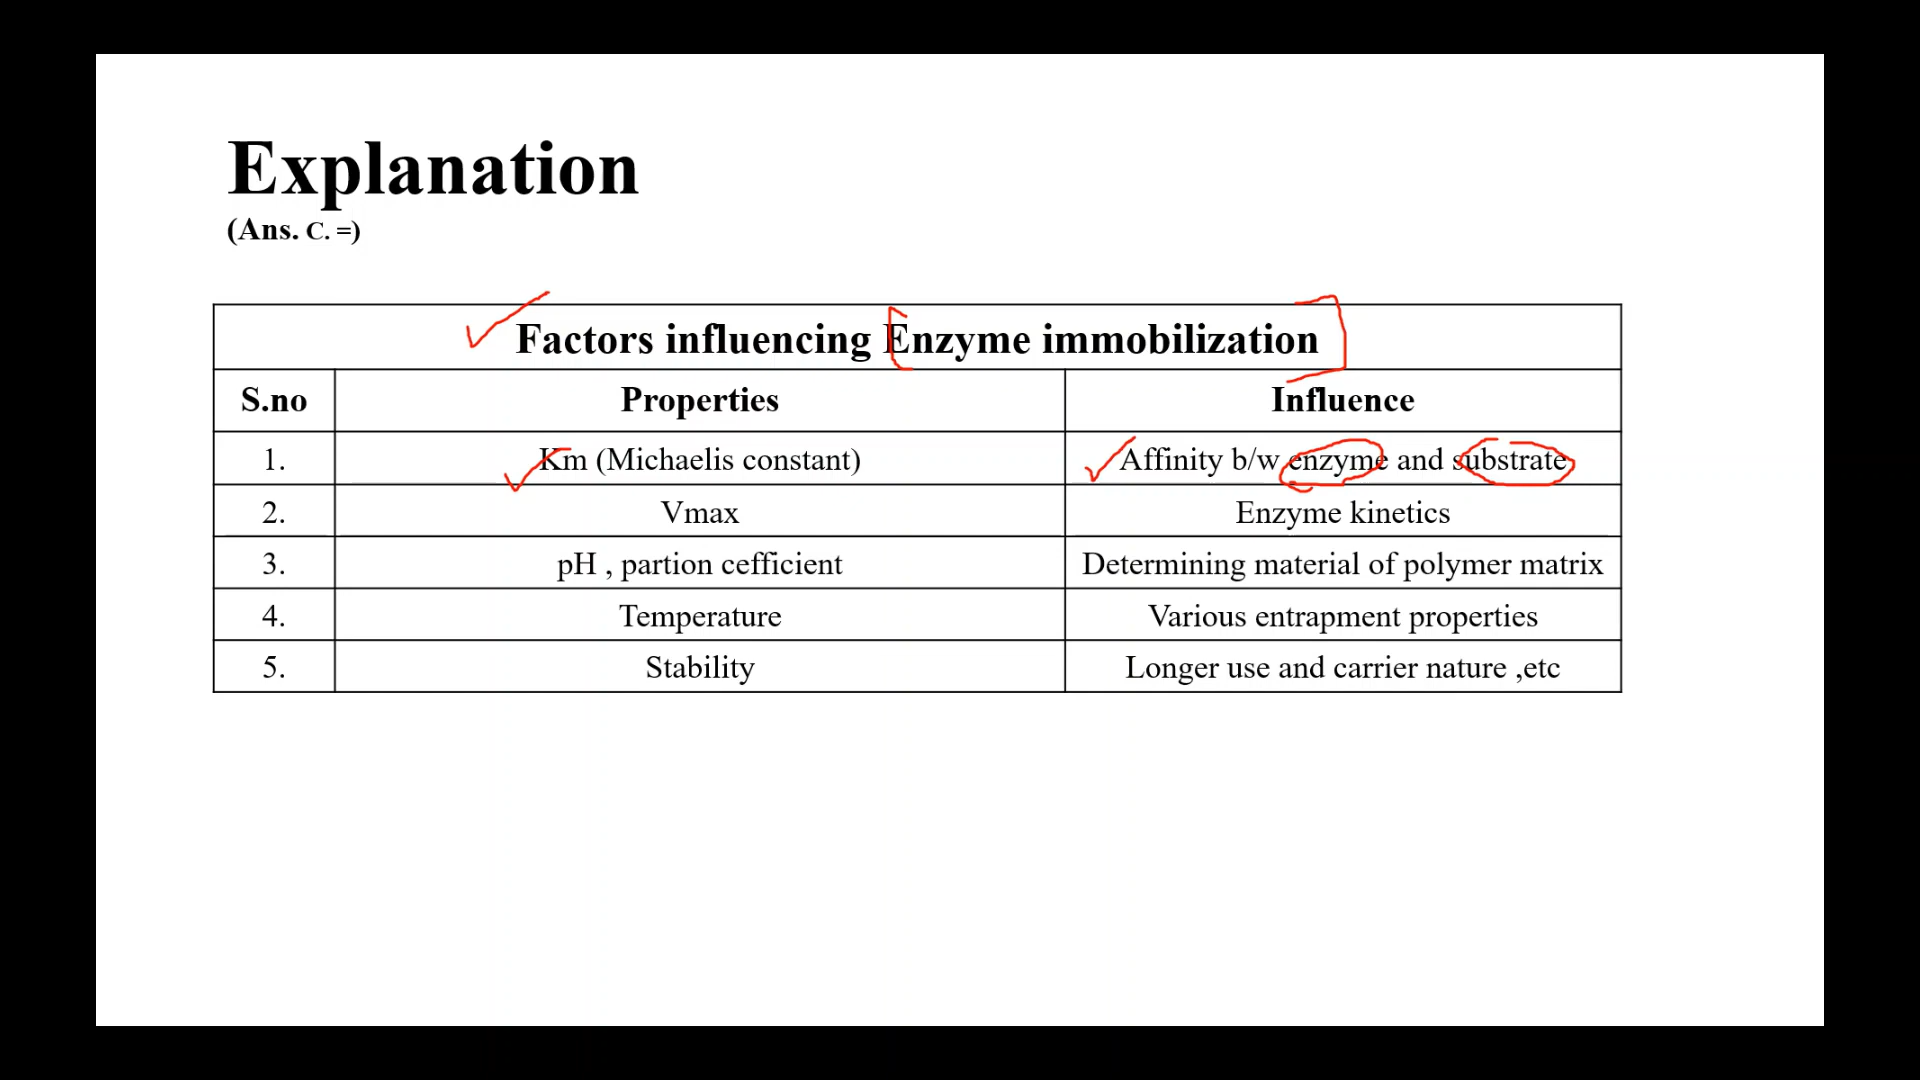 Explanation
(Ans. C. =)
Factors influencing Enzyme immobilization
S.no Properties Influence
1. Km (Michaelis constant) Affinity b/w enzyme and substrate
2. Vmax Enzyme kinetics
3. pH , partion cefficient Determining material of polymer matrix
4. Temperature Various entrapment properties
5. Stability Longer use and carrier nature ,etc